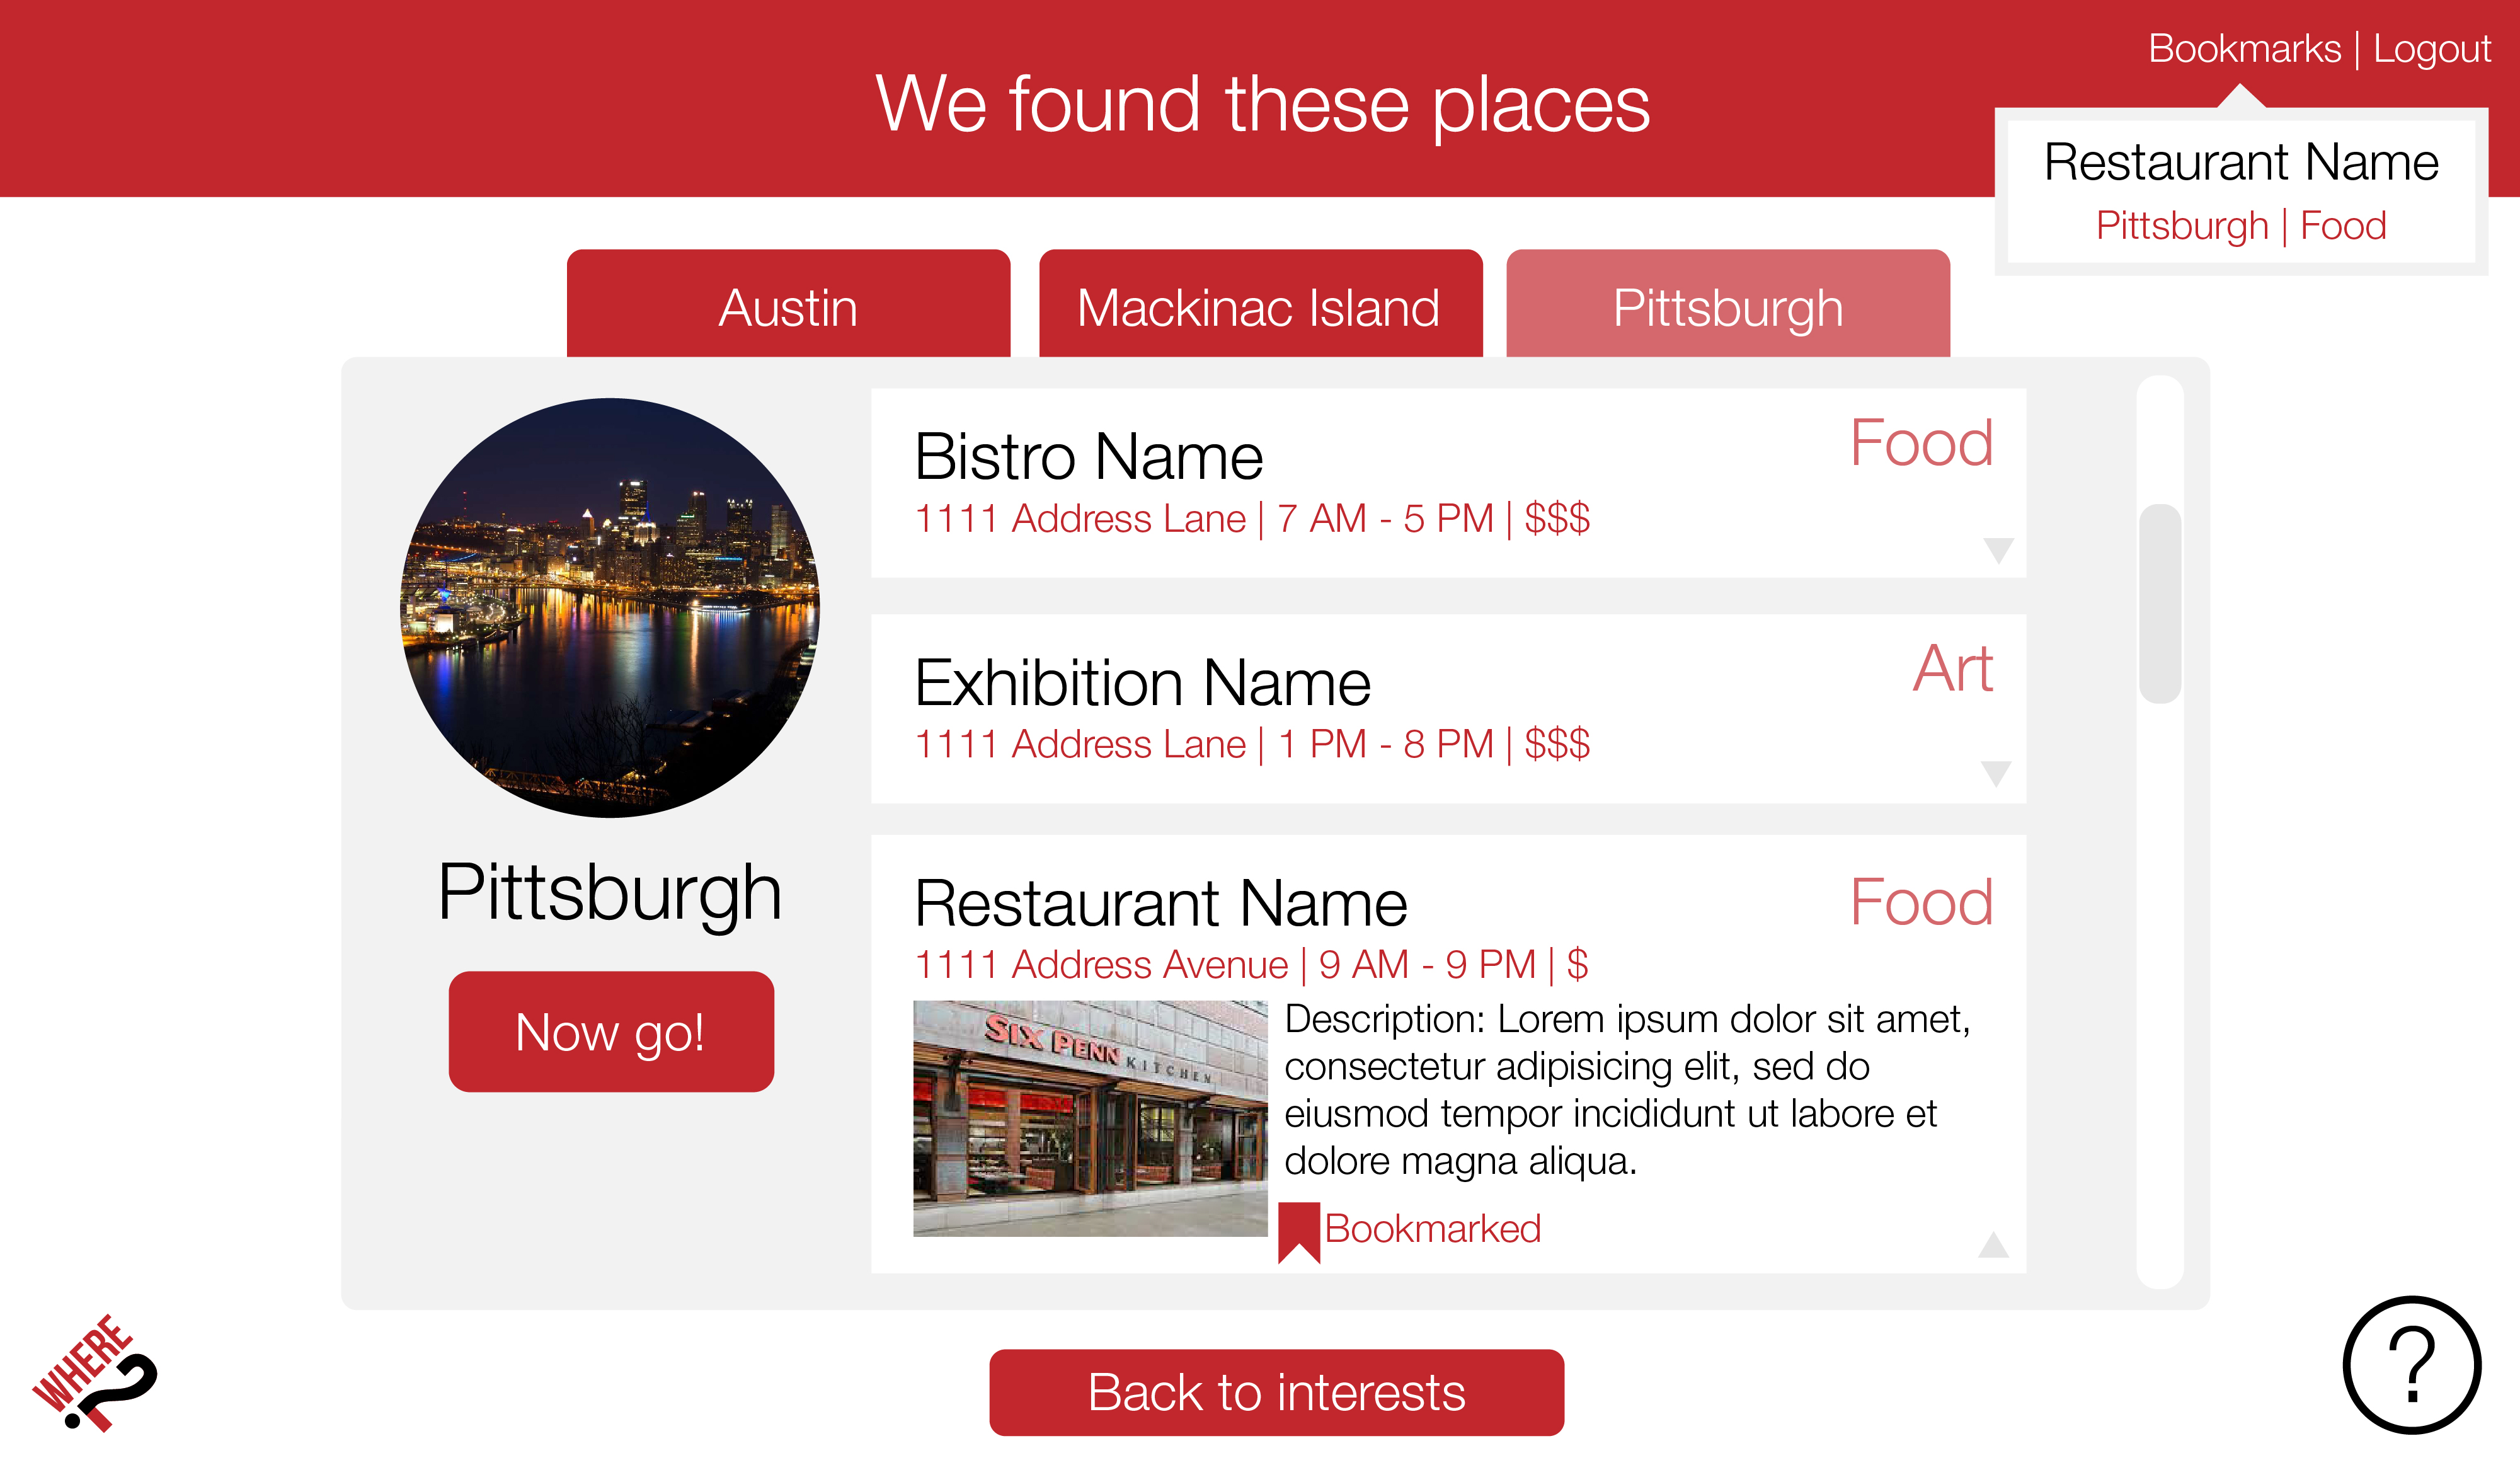 Bookmarks | Logout
We found these places
Restaurant Name
Pittsburgh | Food
Austin
Mackinac Island
Pittsburgh
Bistro Name
Food
1111 Address Lane | 7 AM - 5 PM | $$$
Exhibition Name
Art
1111 Address Lane | 1 PM - 8 PM | $$$
Pittsburgh
Now go!
Restaurant Name
Food
1111 Address Avenue | 9 AM - 9 PM | $
SIX PENN KITCHEN
Description: Lorem ipsum dolor sit amet,
consectetur adipisicing elit, sed do
eiusmod tempor incididunt ut labore et
dolore magna aliqua.
Bookmarked
WHERE
?
Back to interests
?